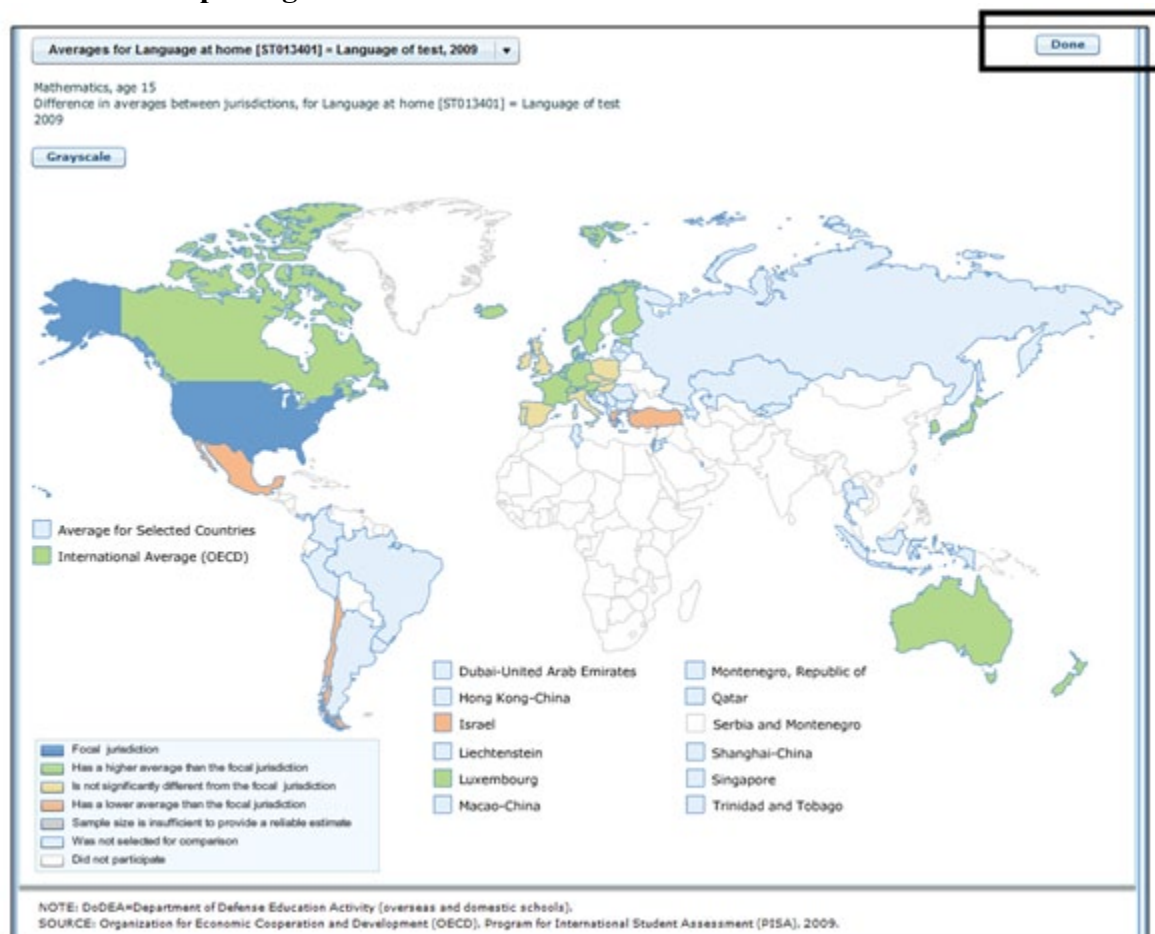 Averages for Language at home [ST013401] = Language of test, 2009
Done
Mathematics, age 15
Difference in averages between jurisdictions, for Language at home [ST013401] = Language of test
2009
Grayscale
Average for Selected Countries
International Average (OECD)
Dubai-United Arab Emirates
Hong Kong-China
Israel
Liechtenstein
Luxembourg
Macao-China
Montenegro, Republic of
Qatar
Serbia and Montenegro
Shanghai-China
Singapore
Trinidad and Tobago
Focal jurisdiction
Has a higher average than the focal jurisdiction
Is not significantly different from the focal jurisdiction
Has a lower average than the focal jurisdiction
Sample size is insufficient to provide a reliable estimate
Was not selected for comparison
Did not participate
NOTE: DoDEA=Department of Defense Education Activity (overseas and domestic schools).
SOURCE: Organization for Economic Cooperation and Development (OECD), Program for International Student Assessment (PISA), 2009.